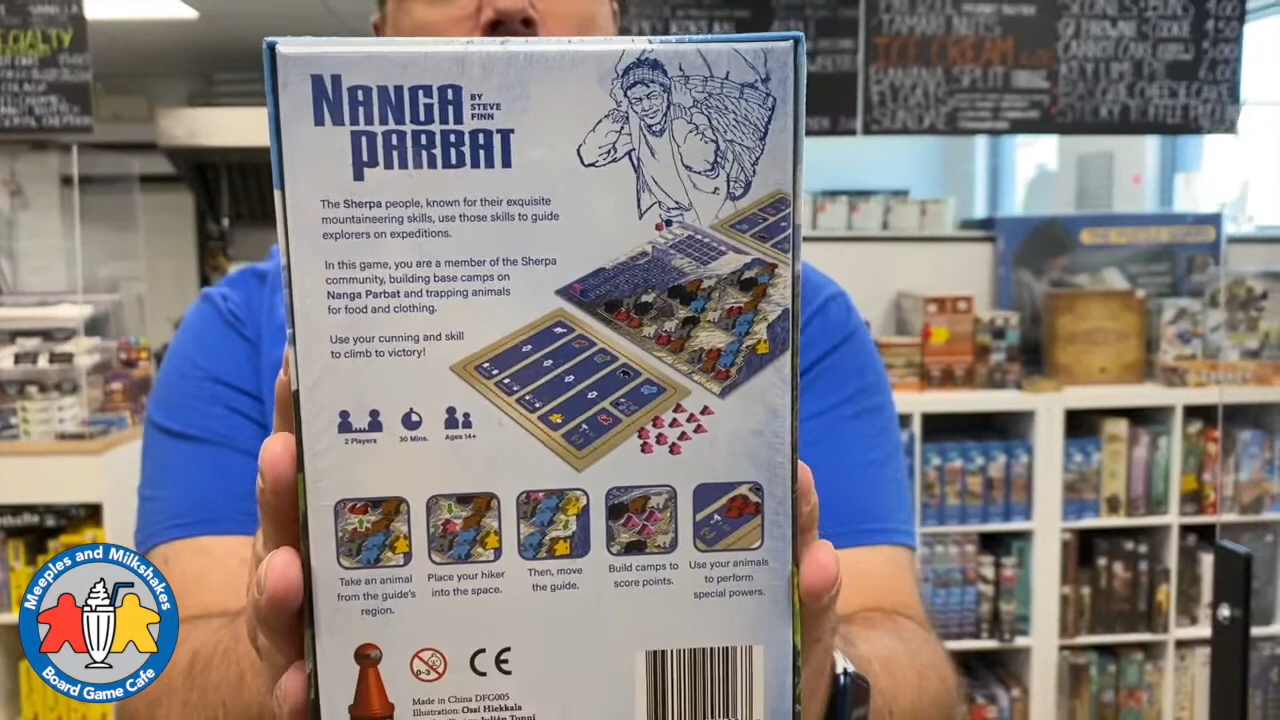 NANGA
PARBAT
BY
STEVE
FINN
The Sherpa people, known for their exquisite
mountaineering skills, use those skills to guide
explorers on expeditions.
In this game, you are a member of the Sherpa
community, building base camps on
Nanga Parbat and trapping animals
for food and clothing.
Use your cunning and skill
to climb to victory!
2 Players
30 Mins.
Ages 14+
Take an animal
from the guide's
region.
Place your hiker
into the space.
Then, move
the guide.
Build camps to
score points.
Use your animals
to perform
special powers.
0-3
CE
Made in China DFG005
Illustration: Ossi Hiekkala
Julián Tunni
Meeples and Milkshakes
Board Game Cafe
TAMARI NUTS
ICE CREAM
BANANA SPLIT
SUNDAE